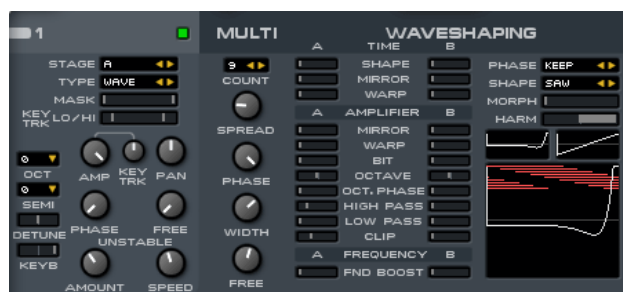 1 MULTI WAVESHAPING
A TIME B
STAGE A
TYPE WAVE
MASK
KEY TRK LO/HI
AMP KEY TRK PAN
0
OCT
0
SEMI
DETUNE
KEYB
PHASE FREE
UNSTABLE
AMOUNT SPEED
9
COUNT
SPREAD
PHASE
WIDTH
FREE
SHAPE
MIRROR
WARP
A AMPLIFIER B
MIRROR
WARP
BIT
OCTAVE
OCT. PHASE
HIGH PASS
LOW PASS
CLIP
A FREQUENCY B
FND BOOST
PHASE KEEP
SHAPE SAW
MORPH
HARM